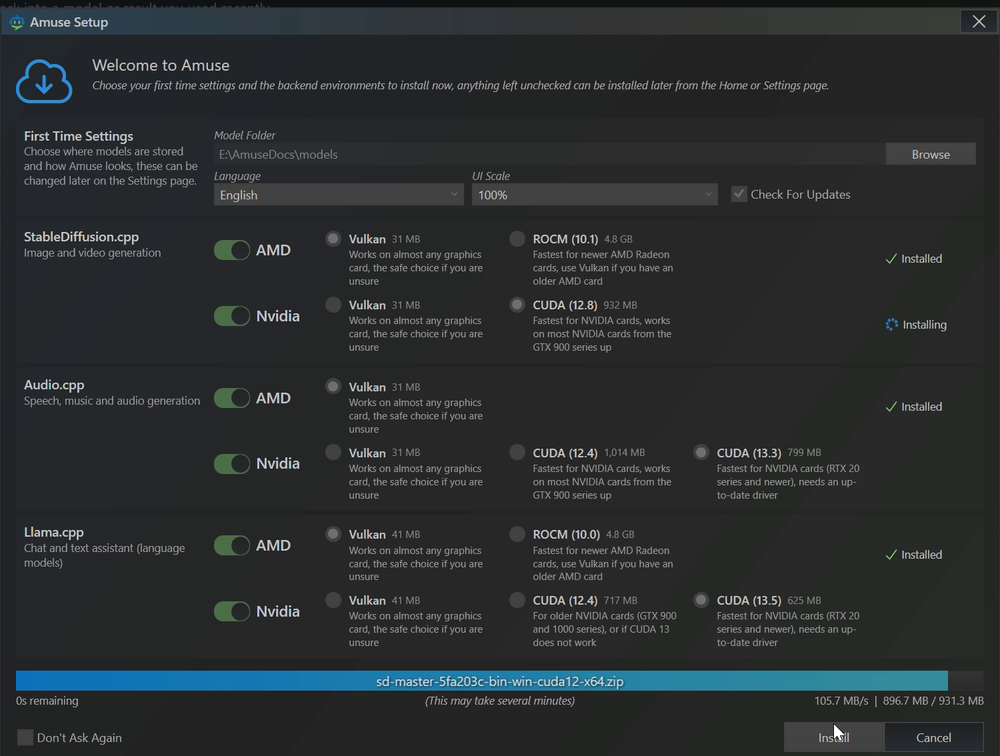 Amuse Setup
Welcome to Amuse
Choose your first time settings and the backend environments to install now, anything left unchecked can be installed later from the Home or Settings page.
First Time Settings
Choose where models are stored
and how Amuse looks, these can be
changed later on the Settings page.
Model Folder
E:\AmuseDocs\models
Browse
Language
UI Scale
English
100%
Check For Updates
StableDiffusion.cpp
Image and video generation
AMD
Vulkan 31 MB
Works on almost any graphics
card, the safe choice if you are
unsure
ROCM (10.1) 4.8 GB
Fastest for newer AMD Radeon
cards, use Vulkan if you have an
older AMD card
Installed
Nvidia
Vulkan 31 MB
Works on almost any graphics
card, the safe choice if you are
unsure
CUDA (12.8) 932 MB
Fastest for NVIDIA cards, works
on most NVIDIA cards from the
GTX 900 series up
Installing
Audio.cpp
Speech, music and audio generation
AMD
Vulkan 31 MB
Works on almost any graphics
card, the safe choice if you are
unsure
Installed
Nvidia
Vulkan 31 MB
Works on almost any graphics
card, the safe choice if you are
unsure
CUDA (12.4) 1,014 MB
Fastest for NVIDIA cards, works
on most NVIDIA cards from the
GTX 900 series up
CUDA (13.3) 799 MB
Fastest for NVIDIA cards (RTX 20
series and newer), needs an up-
to-date driver
Llama.cpp
Chat and text assistant (language
models)
AMD
Vulkan 41 MB
Works on almost any graphics
card, the safe choice if you are
unsure
ROCM (10.0) 4.8 GB
Fastest for newer AMD Radeon
cards, use Vulkan if you have an
older AMD card
Installed
Nvidia
Vulkan 41 MB
Works on almost any graphics
card, the safe choice if you are
unsure
CUDA (12.4) 717 MB
For older NVIDIA cards (GTX 900
and 1000 series), or if CUDA 13
does not work
CUDA (13.5) 625 MB
Fastest for NVIDIA cards (RTX 20
series and newer), needs an up-
to-date driver
sd-master-5fa203c-bin-win-cuda12-x64.zip
0s remaining
(This may take several minutes)
105.7 MB/s | 896.7 MB / 931.3 MB
Don't Ask Again
Install
Cancel